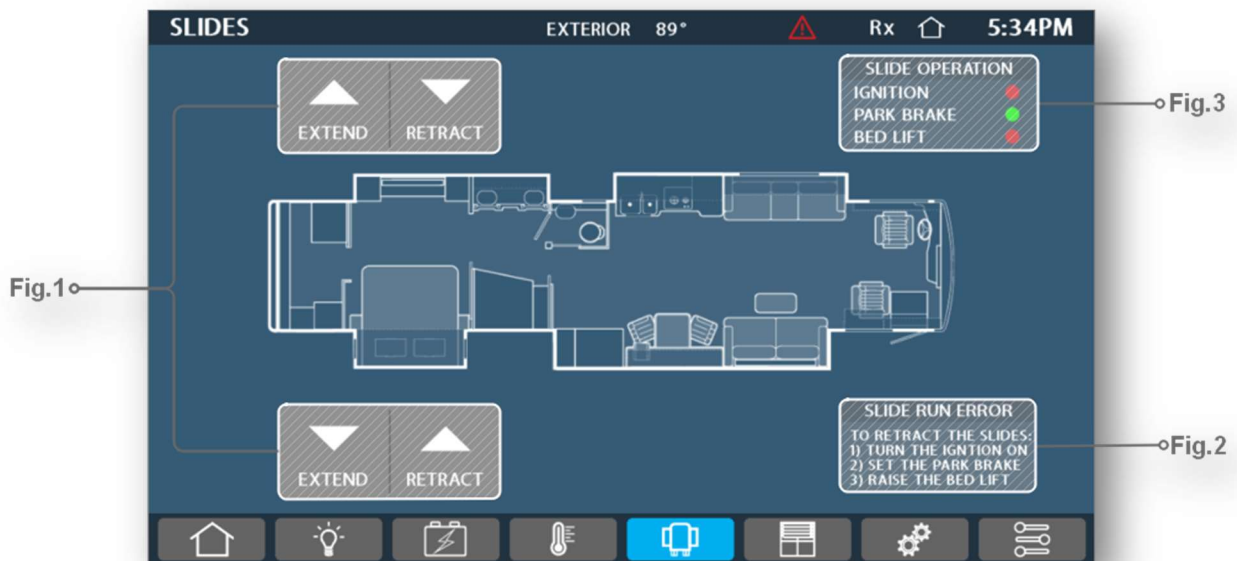 SLIDES
EXTERIOR 89°
Rx
5:34PM
EXTEND
RETRACT
SLIDE OPERATION
IGNITION
PARK BRAKE
BED LIFT
Fig.3
Fig.1
EXTEND
RETRACT
SLIDE RUN ERROR
TO RETRACT THE SLIDES:
1) TURN THE IGNTION ON
2) SET THE PARK BRAKE
3) RAISE THE BED LIFT
Fig.2